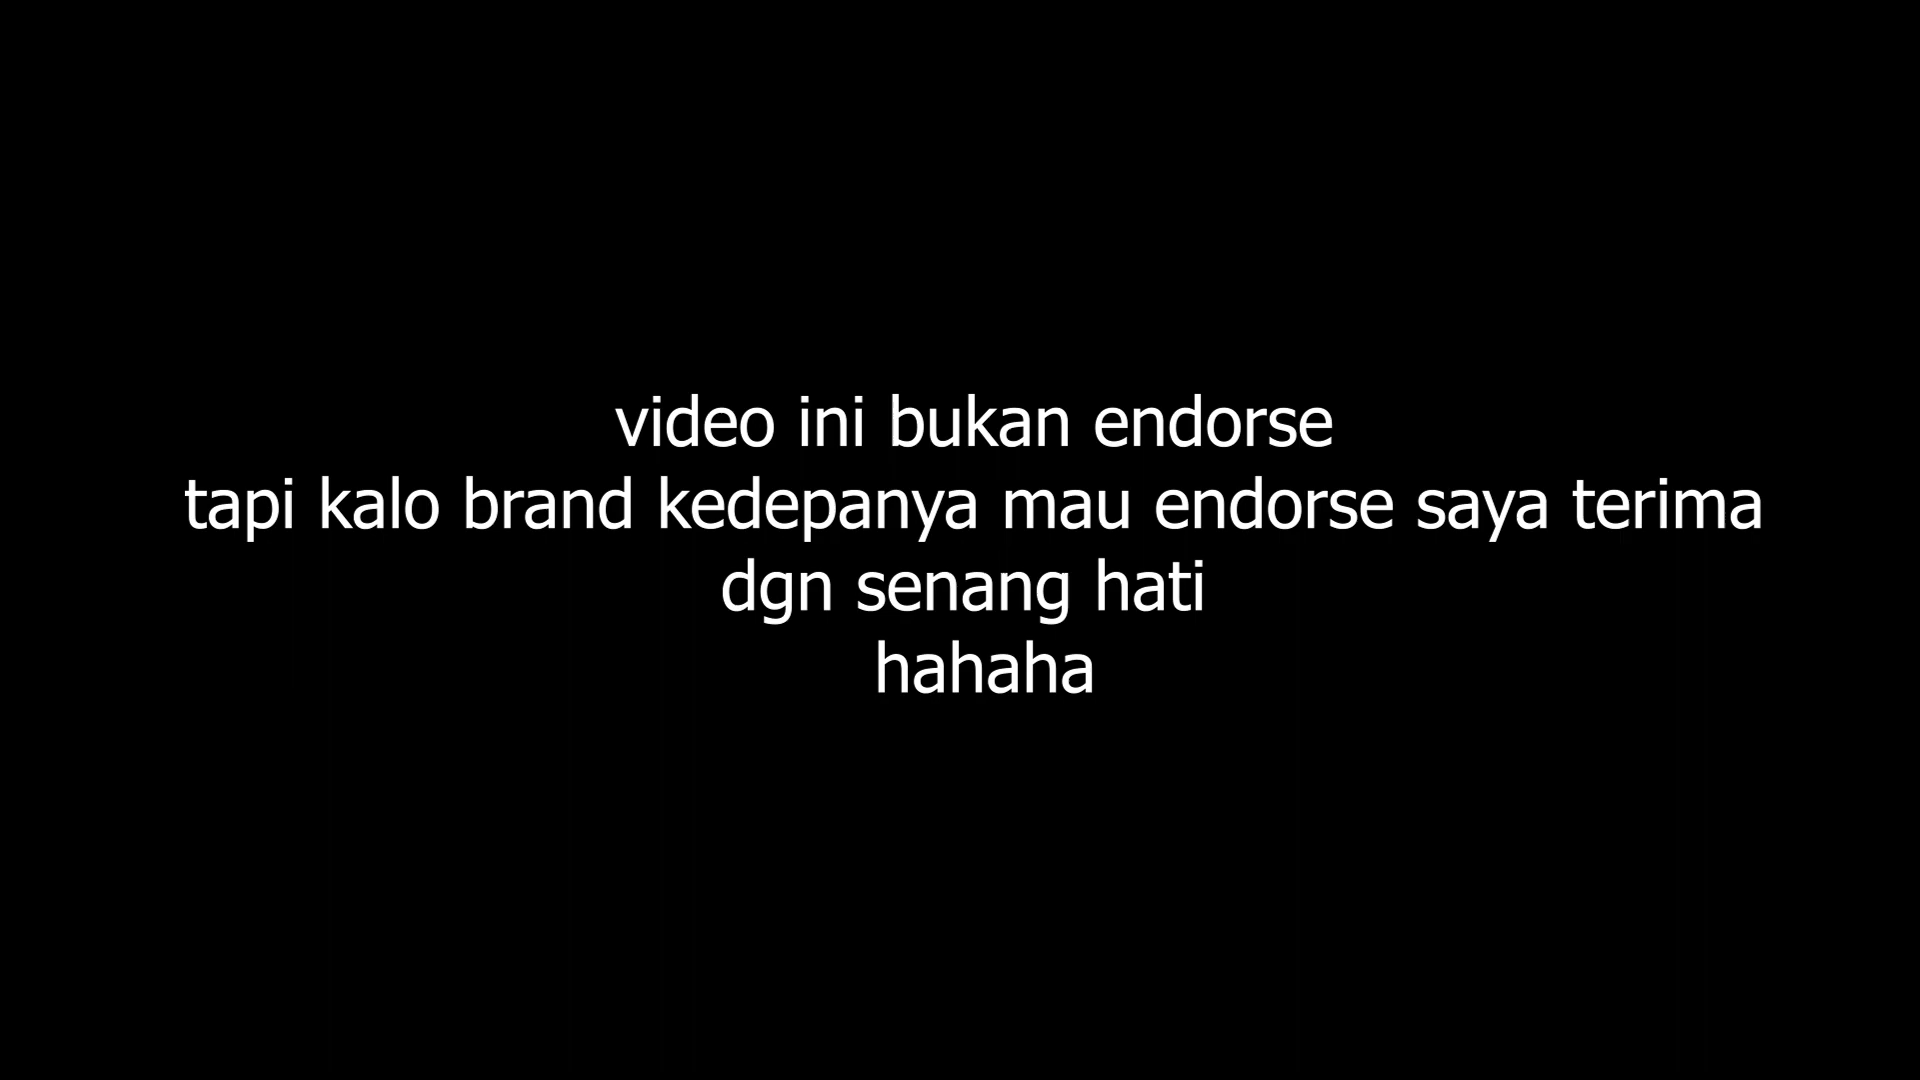 video ini bukan endorse
tapi kalo brand kedepanya mau endorse saya terima
dgn senang hati
hahaha